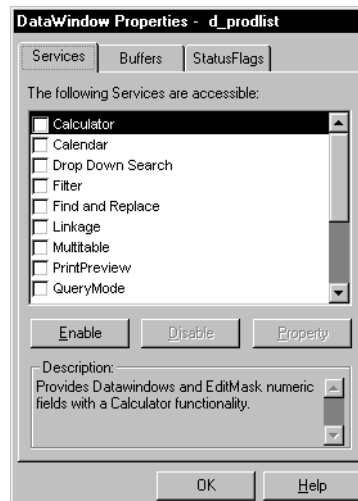 DataWindow Properties - d_prodlist
Services Buffers StatusFlags
The following Services are accessible:
Calculator
Calendar
Drop Down Search
Filter
Find and Replace
Linkage
Multitable
PrintPreview
QueryMode
Enable Disable Property
Description:
Provides Datawindows and EditMask numeric
fields with a Calculator functionality.
OK Help